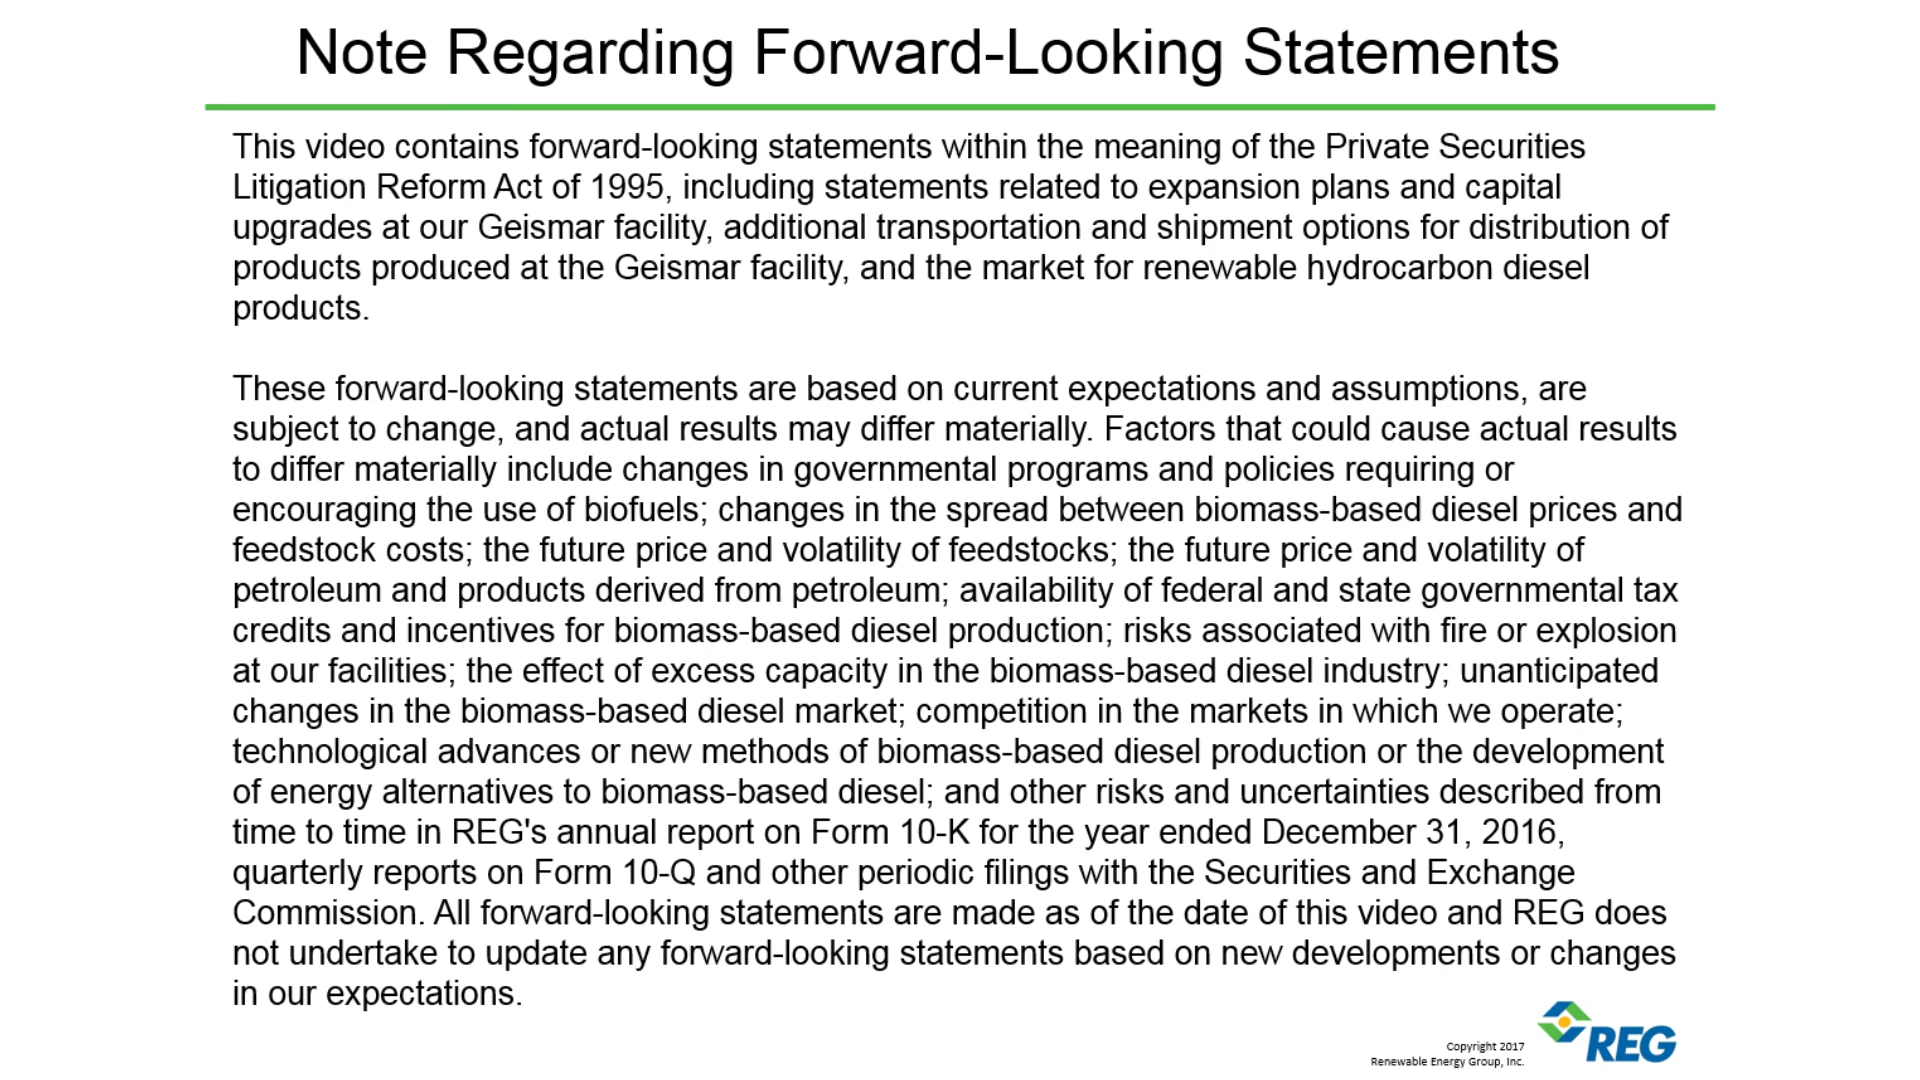 Note Regarding Forward-Looking Statements
This video contains forward-looking statements within the meaning of the Private Securities
Litigation Reform Act of 1995, including statements related to expansion plans and capital
upgrades at our Geismar facility, additional transportation and shipment options for distribution of
products produced at the Geismar facility, and the market for renewable hydrocarbon diesel
products.
These forward-looking statements are based on current expectations and assumptions, are
subject to change, and actual results may differ materially. Factors that could cause actual results
to differ materially include changes in governmental programs and policies requiring or
encouraging the use of biofuels; changes in the spread between biomass-based diesel prices and
feedstock costs; the future price and volatility of feedstocks; the future price and volatility of
petroleum and products derived from petroleum; availability of federal and state governmental tax
credits and incentives for biomass-based diesel production; risks associated with fire or explosion
at our facilities; the effect of excess capacity in the biomass-based diesel industry; unanticipated
changes in the biomass-based diesel market; competition in the markets in which we operate;
technological advances or new methods of biomass-based diesel production or the development
of energy alternatives to biomass-based diesel; and other risks and uncertainties described from
time to time in REG's annual report on Form 10-K for the year ended December 31, 2016,
quarterly reports on Form 10-Q and other periodic filings with the Securities and Exchange
Commission. All forward-looking statements are made as of the date of this video and REG does
not undertake to update any forward-looking statements based on new developments or changes
in our expectations.
Copyright 2017
Renewable Energy Group, Inc.
REG